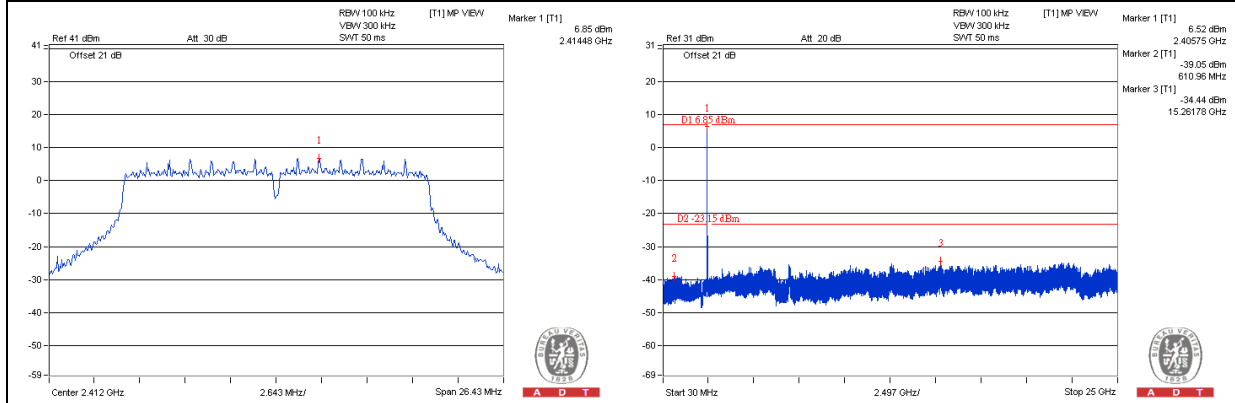 RBW 100 kHz [T1] MP VIEW
VBW 300 kHz
Ref 41 dBm Att 30 dB SWT 50 ms
Marker 1 [T1]
6.85 dBm
2.41448 GHz
41
Offset 21 dB
30
20
10
0
-10
-20
-30
-40
-50
-59
1
Center 2.412 GHz 2.643 MHz/ Span 26.43 MHz
BUREAU VERITAS
1828
A D T
RBW 100 kHz [T1] MP VIEW
VBW 300 kHz
Ref 31 dBm Att 20 dB SWT 50 ms
Marker 1 [T1]
6.52 dBm
2.40575 GHz
Marker 2 [T1]
-39.05 dBm
610.96 MHz
Marker 3 [T1]
-34.44 dBm
15.26178 GHz
31
Offset 21 dB
20
10
0
-10
-20
-30
-40
-50
-60
-69
1
D1 6.85 dBm
D2 -23.15 dBm
2
3
Start 30 MHz 2.497 GHz/ Stop 25 GHz
BUREAU VERITAS
1828
A D T